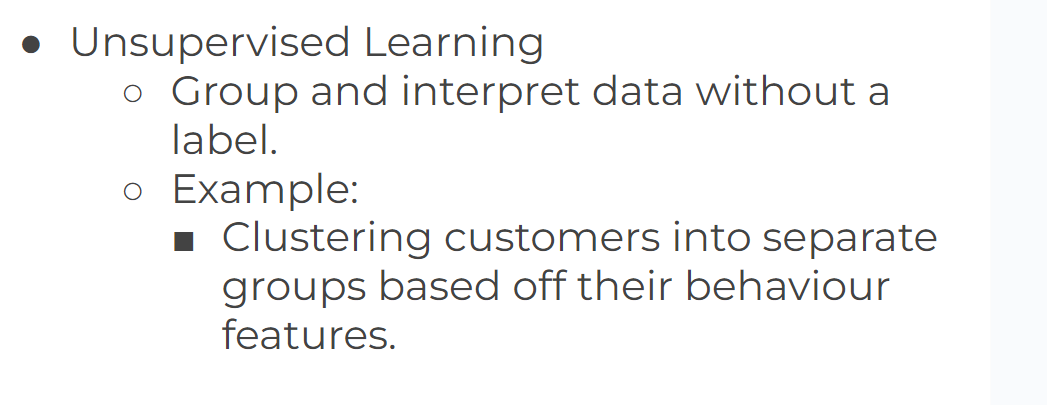 ● Unsupervised Learning
○ Group and interpret data without a
label.
○ Example:
■ Clustering customers into separate
groups based off their behaviour
features.